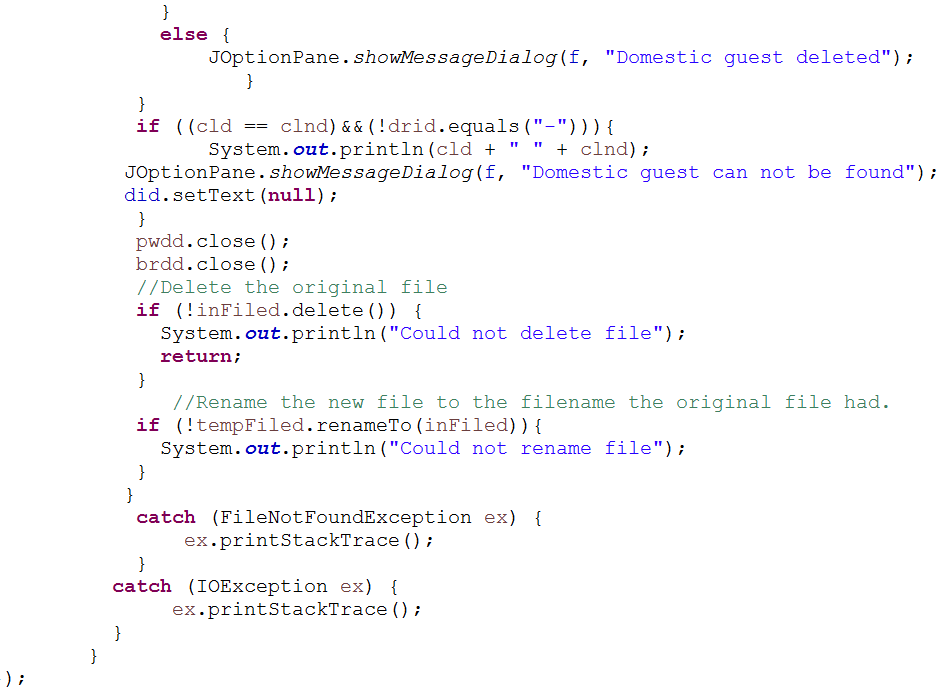 }
else {
JOptionPane.showMessageDialog(f, "Domestic guest deleted");
}
}
if ((cld == clnd)&&(!drid.equals("-"))){
System.out.println(cld + " " + clnd);
JOptionPane.showMessageDialog(f, "Domestic guest can not be found");
did.setText(null);
}
pwdd.close();
brdd.close();
//Delete the original file
if (!inFiled.delete()) {
System.out.println("Could not delete file");
return;
}
//Rename the new file to the filename the original file had.
if (!tempFiled.renameTo(inFiled)){
System.out.println("Could not rename file");
}
}
catch (FileNotFoundException ex) {
ex.printStackTrace();
}
catch (IOException ex) {
ex.printStackTrace();
}
}
);